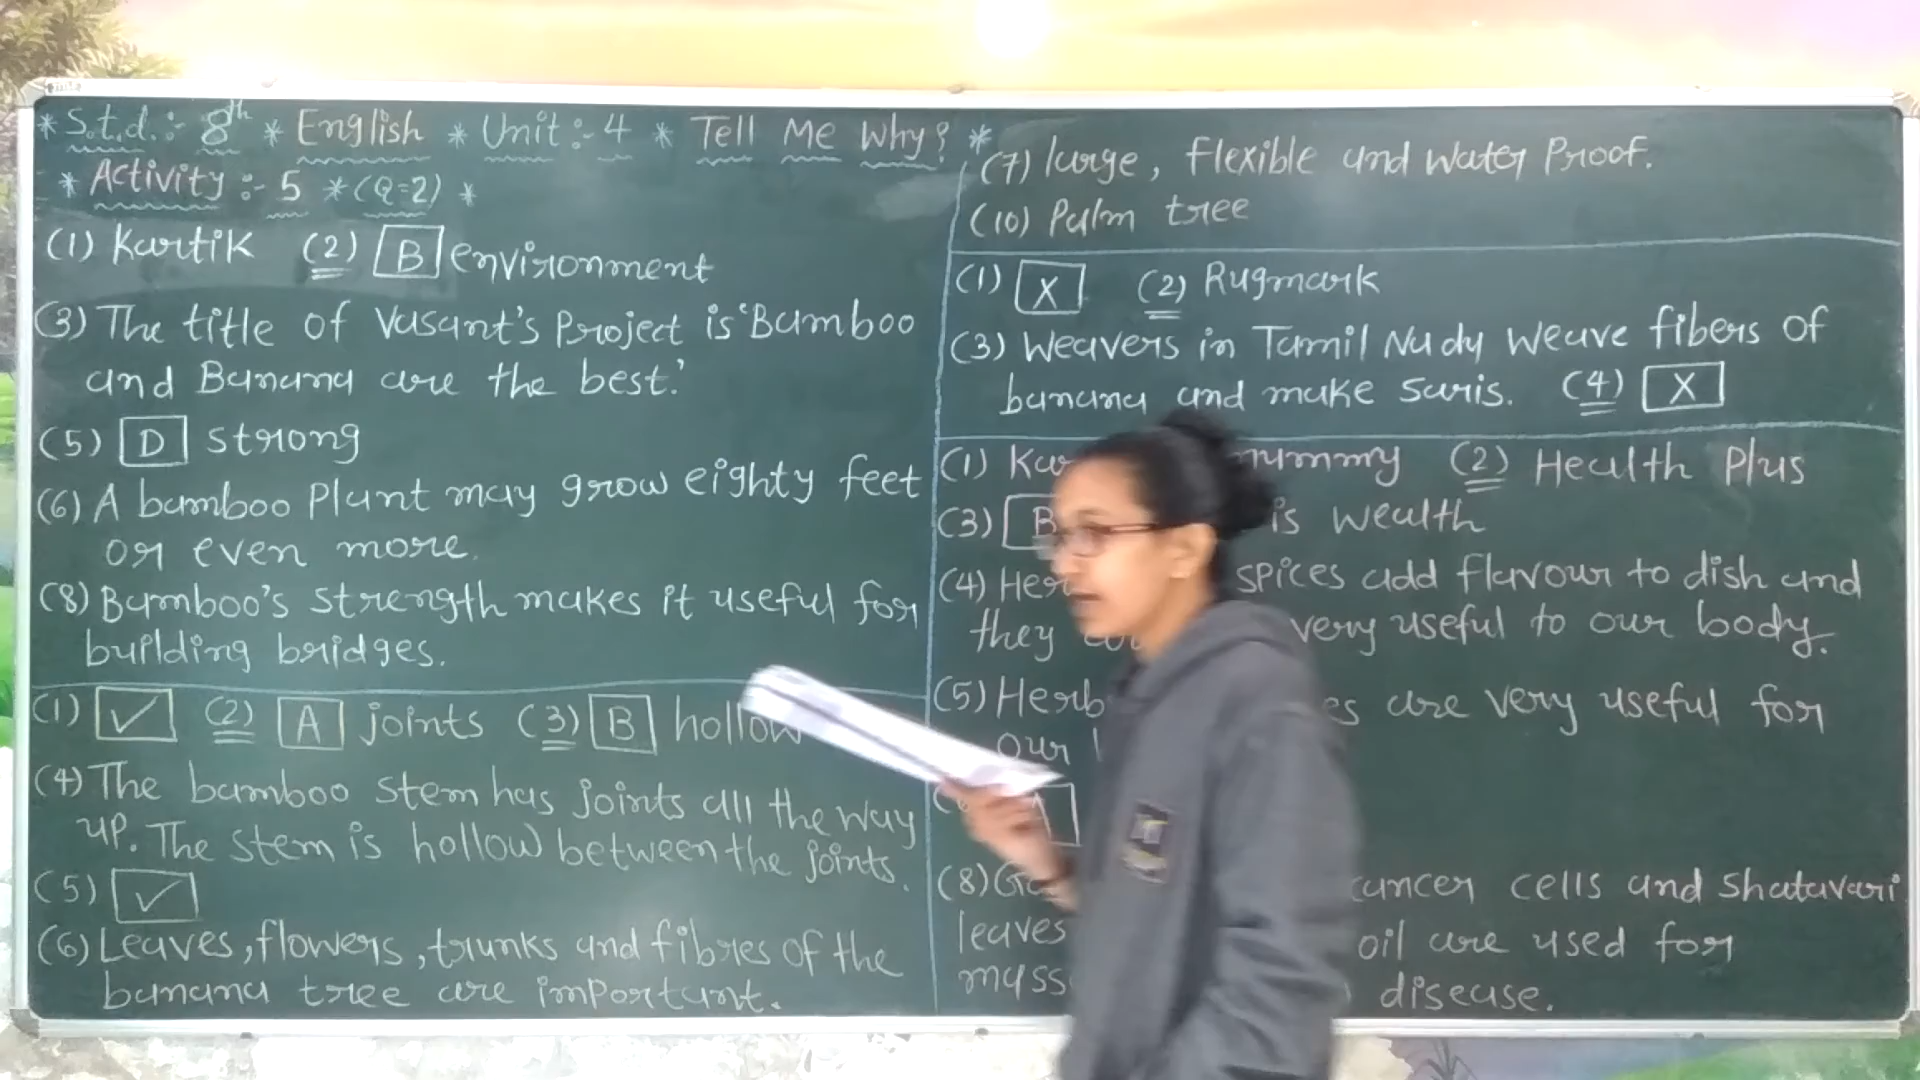 * S.t.d. :- 8th * English * Unit :- 4 * Tell Me Why? *
* Activity :- 5 * (Q=2) *
(1) Kartik (2) B environment
(3) The title of Vasant's Project is 'Bamboo
and Banana are the best.'
(5) D strong
(6) A bamboo Plant may grow eighty feet
or even more.
(8) Bamboo's strength makes it useful for
building bridges.
(1) ✓ (2) A joints (3) B hollow
(4) The bamboo stem has joints all the way
up. The stem is hollow between the joints.
(5) ✓
(6) Leaves, flowers, trunks and fibres of the
banana tree are important.
(7) large, flexible and Water Proof.
(10) Palm tree
(1) X (2) Rugmark
(3) Weavers in Tamil Nady Weave fibers of
banana and make saris. (4) X
(1) (2) Health Plus
(3) B is wealth
(4) spices add flavour to dish and
they very useful to our body.
(5) are very useful for
our
(8) cancer cells and Shatavari
leaves oil are used for
disease.